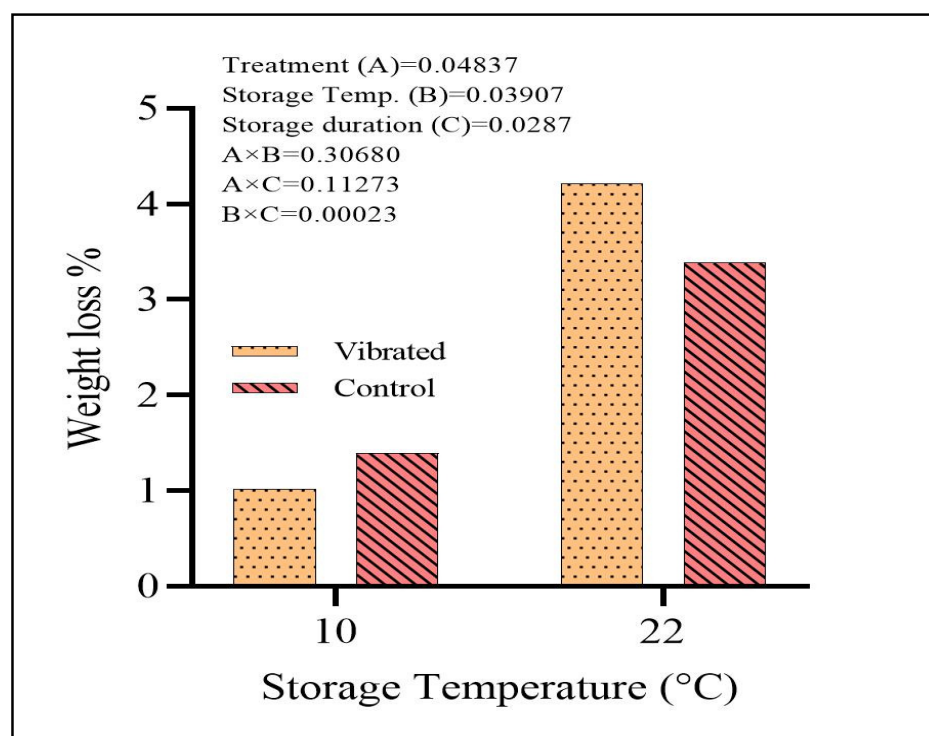 Treatment (A)=0.04837
Storage Temp. (B)=0.03907
Storage duration (C)=0.0287
A×B=0.30680
A×C=0.11273
B×C=0.00023
5
4
3
2
1
0
Weight loss %
Vibrated
Control
10
22
Storage Temperature (°C)